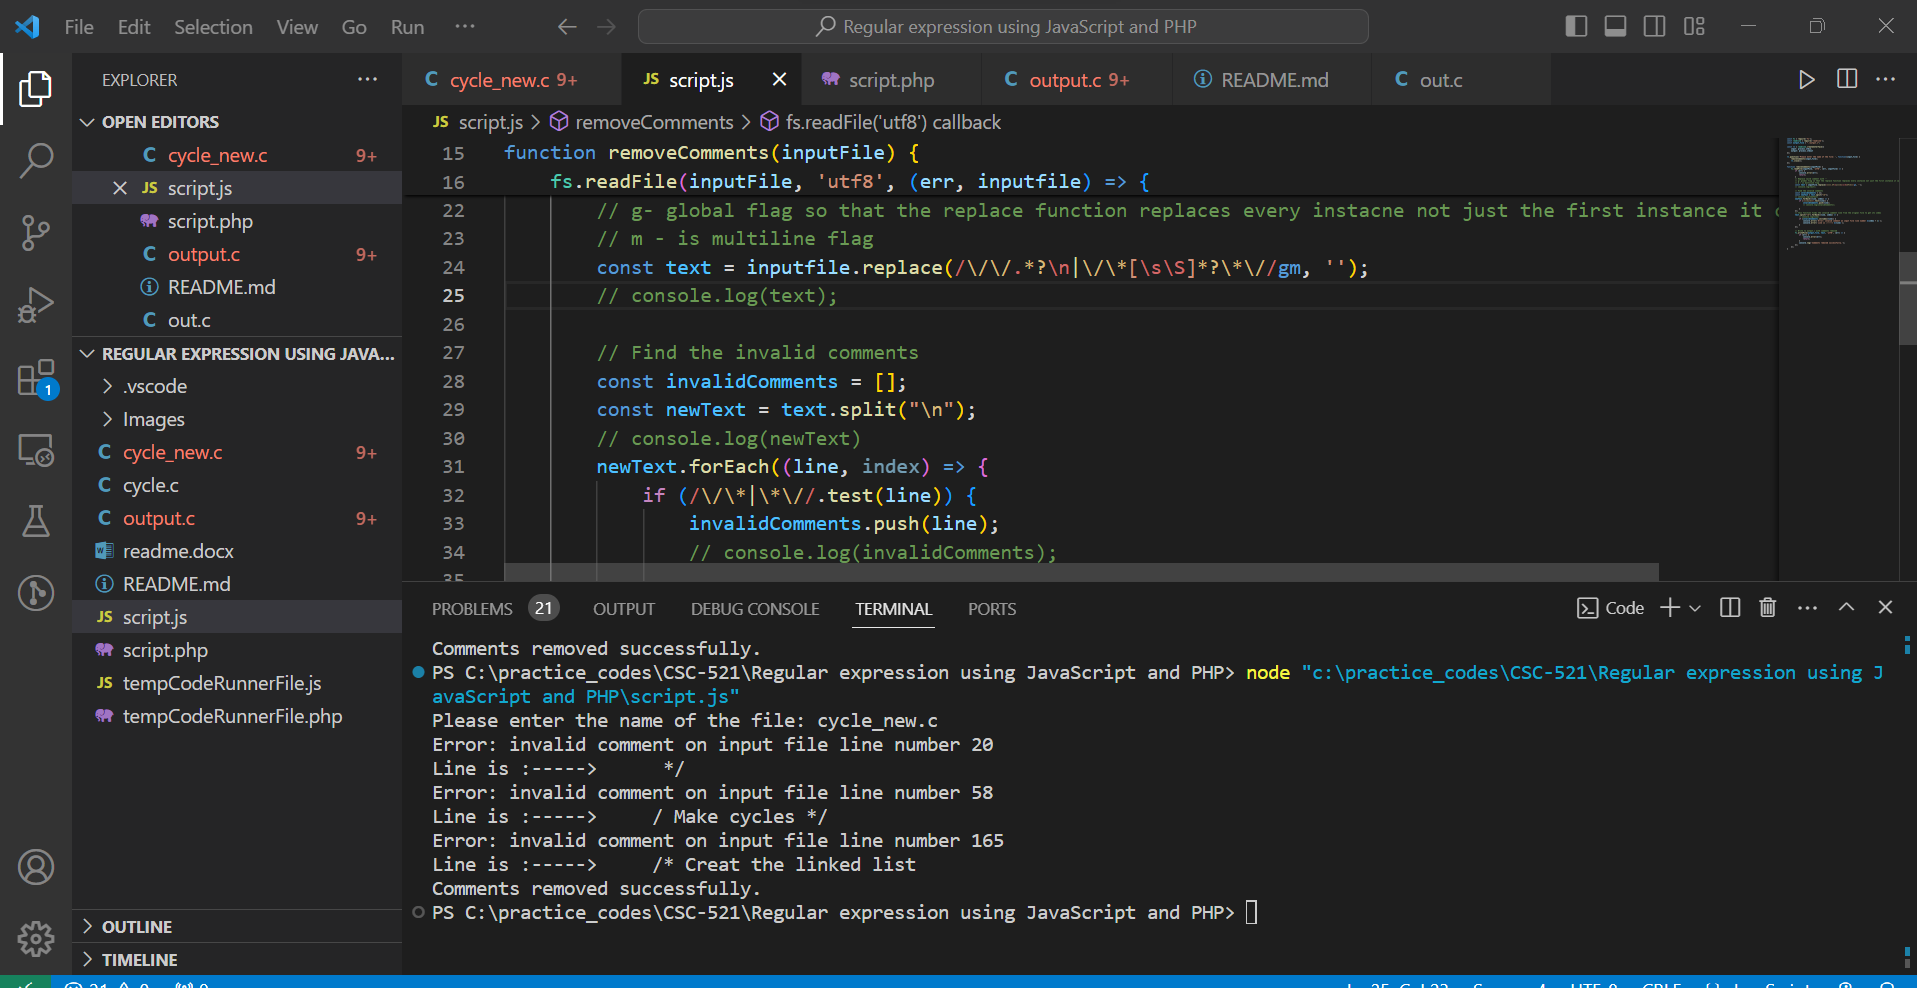 File Edit Selection View Go Run ··· Regular expression using JavaScript and PHP
EXPLORER ···
OPEN EDITORS
C cycle_new.c 9+
JS script.js
script.php
C output.c 9+
README.md
C out.c
REGULAR EXPRESSION USING JAVA...
.vscode
Images
C cycle_new.c 9+
C cycle.c
C output.c 9+
readme.docx
README.md
JS script.js
script.php
JS tempCodeRunnerFile.js
tempCodeRunnerFile.php
OUTLINE
TIMELINE
1
C cycle_new.c 9+ JS script.js script.php C output.c 9+ README.md C out.c
JS script.js > removeComments > fs.readFile('utf8') callback
15 function removeComments(inputFile) {
16 fs.readFile(inputFile, 'utf8', (err, inputfile) => {
22 // g- global flag so that the replace function replaces every instacne not just the first instance it
23 // m - is multiline flag
24 const text = inputfile.replace(/\/\/.*?\n|\/\*[\s\S]*?\*\//gm, '');
25 // console.log(text);
26
27 // Find the invalid comments
28 const invalidComments = [];
29 const newText = text.split("\n");
30 // console.log(newText)
31 newText.forEach((line, index) => {
32 if (/\/\*|\*\//.test(line)) {
33 invalidComments.push(line);
34 // console.log(invalidComments);
35
PROBLEMS 21 OUTPUT DEBUG CONSOLE TERMINAL PORTS Code
Comments removed successfully.
PS C:\practice_codes\CSC-521\Regular expression using JavaScript and PHP> node "c:\practice_codes\CSC-521\Regular expression using J
avaScript and PHP\script.js"
Please enter the name of the file: cycle_new.c
Error: invalid comment on input file line number 20
Line is :-----> */
Error: invalid comment on input file line number 58
Line is :-----> / Make cycles */
Error: invalid comment on input file line number 165
Line is :-----> /* Creat the linked list
Comments removed successfully.
PS C:\practice_codes\CSC-521\Regular expression using JavaScript and PHP>